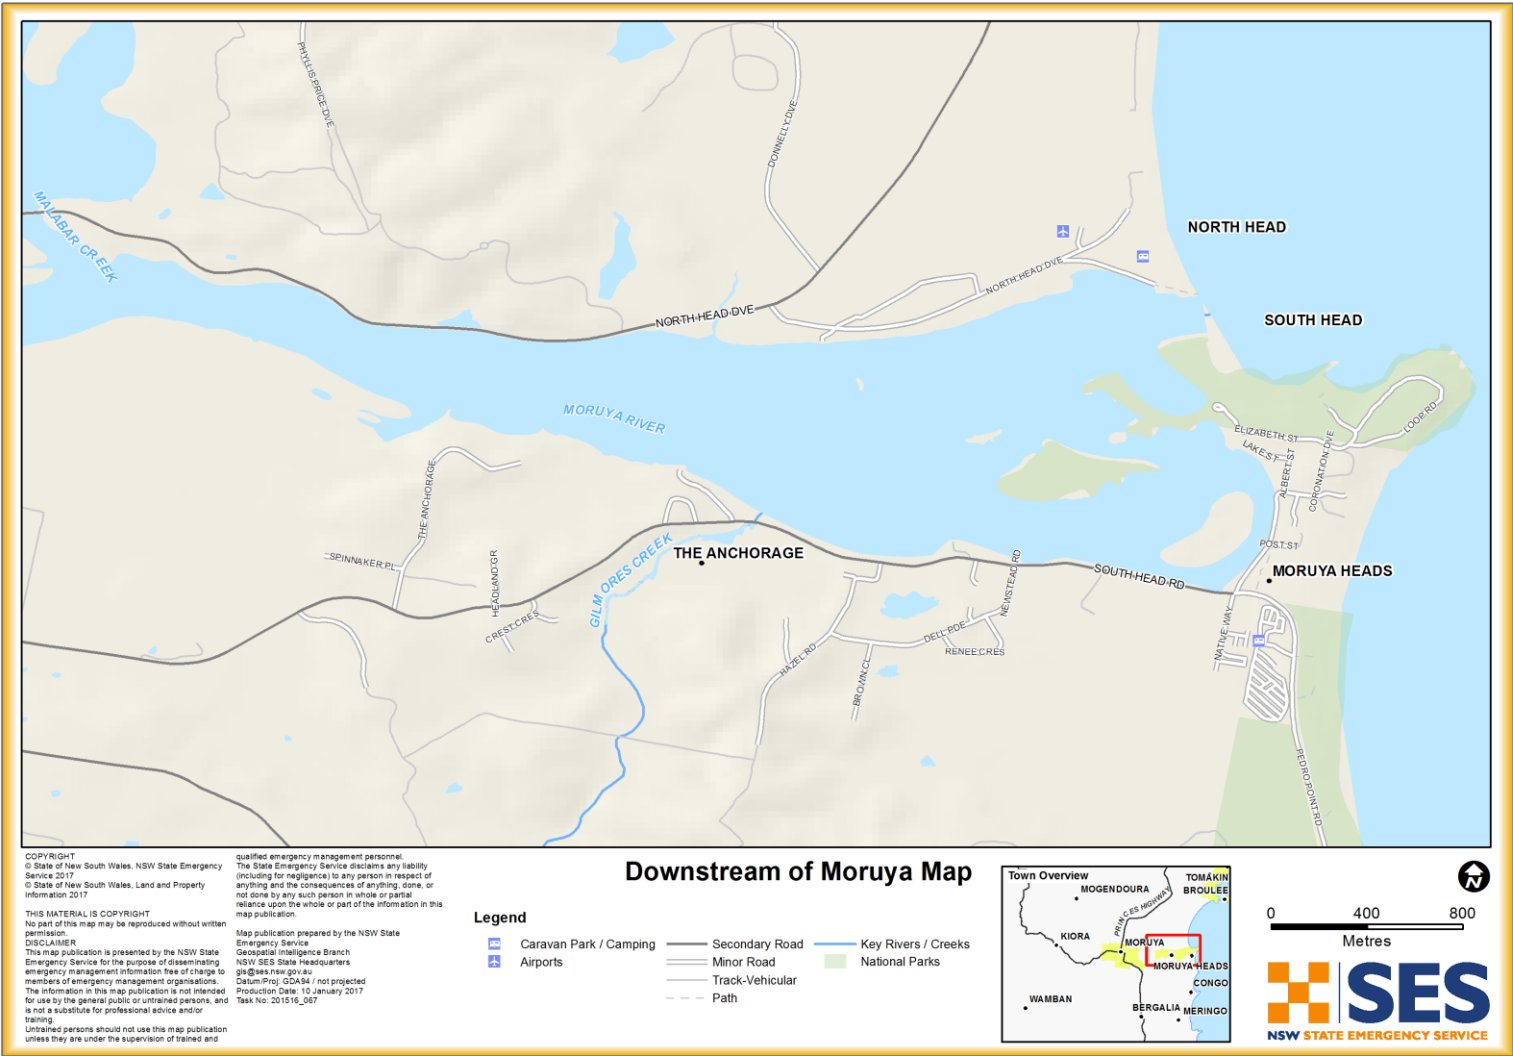 PHYLLIS PRICE DVE
DONNELLY DVE
MALABAR CREEK
NORTH HEAD
NORTH HEAD DVE
NORTH HEAD DVE
SOUTH HEAD
MORUYA RIVER
LOOP RD
ELIZABETH ST
LAKE ST
ALBERT ST
CORONATION DVE
THE ANCHORAGE
SPINNAKER PL
HEADLAND GR
CREST CRES
GILMORES CREEK
THE ANCHORAGE
POST ST
MORUYA HEADS
SOUTH HEAD RD
NEWSTEAD RD
DELL PDE
RENEE CRES
HAZEL RD
BROWN CL
NATIVE WAY
PEDRO POINT RD
COPYRIGHT
© State of New South Wales, NSW State Emergency
Service 2017
© State of New South Wales, Land and Property
Information 2017
THIS MATERIAL IS COPYRIGHT
No part of this map may be reproduced without written
permission.
DISCLAIMER
This map publication is presented by the NSW State
Emergency Service for the purpose of disseminating
emergency management information free of charge to
members of emergency management organisations.
The information in this map publication is not intended
for use by the general public or untrained persons, and
is not a substitute for professional advice and/or
training.
Untrained persons should not use this map publication
unless they are under the supervision of trained and
qualified emergency management personnel.
The State Emergency Service disclaims any liability
(including for negligence) to any person in respect of
anything and the consequences of anything, done, or
not done by any such person in whole or partial
reliance upon the whole or part of the information in this
map publication.
Map publication prepared by the NSW State
Emergency Service
Geospatial Intelligence Branch
NSW SES State Headquarters
gis@ses.nsw.gov.au
Datum/Proj: GDA94 / not projected
Production Date: 10 January 2017
Task No: 201516_067
Downstream of Moruya Map
Legend
Caravan Park / Camping
Airports
Secondary Road
Minor Road
Track-Vehicular
Path
Key Rivers / Creeks
National Parks
Town Overview
TOMAKIN
MOGENDOURA
BROULEE
PRINCES HIGHWAY
KIORA
MORUYA
MORUYA HEADS
CONGO
WAMBAN
BERGALIA
MERINGO
N
0 400 800
Metres
SES
NSW STATE EMERGENCY SERVICE